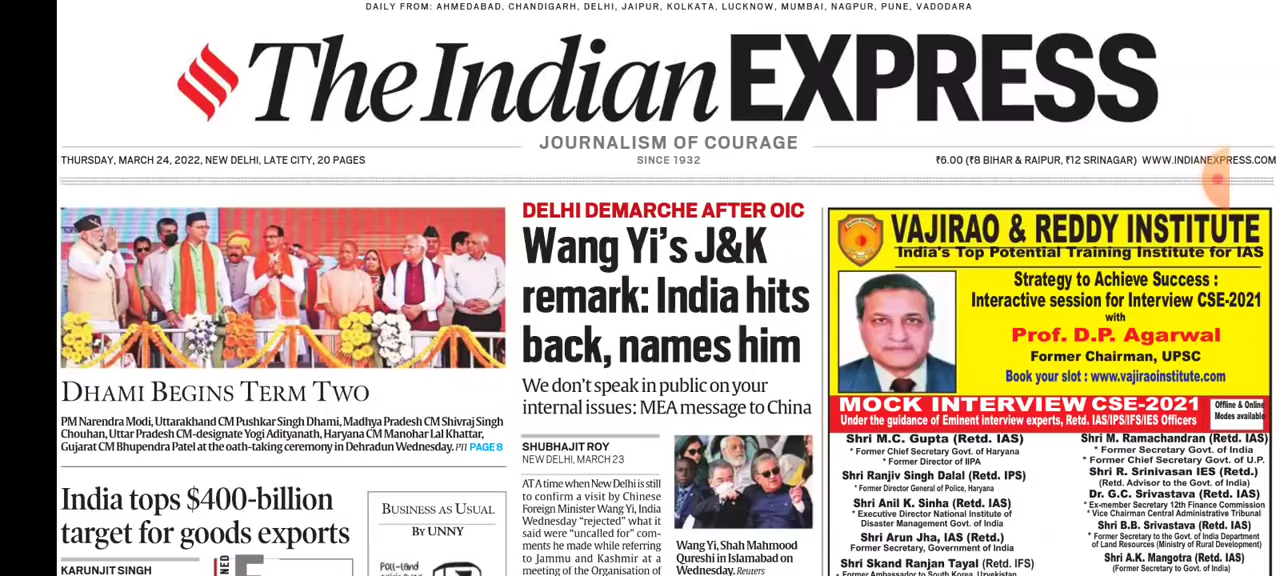 DAILY FROM: AHMEDABAD, CHANDIGARH, DELHI, JAIPUR, KOLKATA, LUCKNOW, MUMBAI, NAGPUR, PUNE, VADODARA
The Indian EXPRESS
JOURNALISM OF COURAGE
SINCE 1932
THURSDAY, MARCH 24, 2022, NEW DELHI, LATE CITY, 20 PAGES
₹6.00 (₹8 BIHAR & RAIPUR, ₹12 SRINAGAR) WWW.INDIANEXPRESS.COM
DHAMI BEGINS TERM TWO
PM Narendra Modi, Uttarakhand CM Pushkar Singh Dhami, Madhya Pradesh CM Shivraj Singh
Chouhan, Uttar Pradesh CM-designate Yogi Adityanath, Haryana CM Manohar Lal Khattar,
Gujarat CM Bhupendra Patel at the oath-taking ceremony in Dehradun Wednesday. PTI PAGE 8
India tops $400-billion
target for goods exports
KARUNJIT SINGH
BUSINESS AS USUAL
BY UNNY
POLL-LAND
DELHI DEMARCHE AFTER OIC
Wang Yi's J&K
remark: India hits
back, names him
We don't speak in public on your
internal issues: MEA message to China
SHUBHAJIT ROY
NEW DELHI, MARCH 23
AT A time when New Delhi is still
to confirm a visit by Chinese
Foreign Minister Wang Yi, India
Wednesday “rejected” what it
said were “uncalled for” com-
ments he made while referring
to Jammu and Kashmir at a
meeting of the Organisation of
Wang Yi, Shah Mahmood
Qureshi in Islamabad on
Wednesday. Reuters
VAJIRAO & REDDY INSTITUTE
India's Top Potential Training Institute for IAS
Strategy to Achieve Success :
Interactive session for Interview CSE-2021
with
Prof. D.P. Agarwal
Former Chairman, UPSC
Book your slot : www.vajiraoinstitute.com
MOCK INTERVIEW CSE-2021
Under the guidance of Eminent interview experts, Retd. IAS/IPS/IFS/IES Officers
Offline & Online
Modes available
Shri M.C. Gupta (Retd. IAS)
* Former Chief Secretary Govt. of Haryana
* Former Director of IIPA
Shri Ranjiv Singh Dalal (Retd. IPS)
* Former Director General of Police, Haryana
Shri Anil K. Sinha (Retd. IAS)
* Executive Director National Institute of
Disaster Management Govt. of India
Shri Arun Jha, IAS (Retd.)
Former Secretary, Government of India
Shri Skand Ranjan Tayal (Retd. IFS)
* Former Ambassador to South Korea, Uzbekistan
Shri M. Ramachandran (Retd. IAS)
* Former Secretary Govt. of India
* Former Chief Secretary Govt. of U.P.
Shri R. Srinivasan IES (Retd.)
(Retd. Advisor to the Govt. of India)
Dr. G.C. Srivastava (Retd. IAS)
* Ex-member Secretary 12th Finance Commission
* Vice Chairman Central Administrative Tribunal
Shri B.B. Srivastava (Retd. IAS)
* Former Secretary to the Govt. of India Department
of Land Resources (Ministry of Rural Development)
Shri A.K. Mangotra (Retd. IAS)
(Former Secretary to Govt. of India)